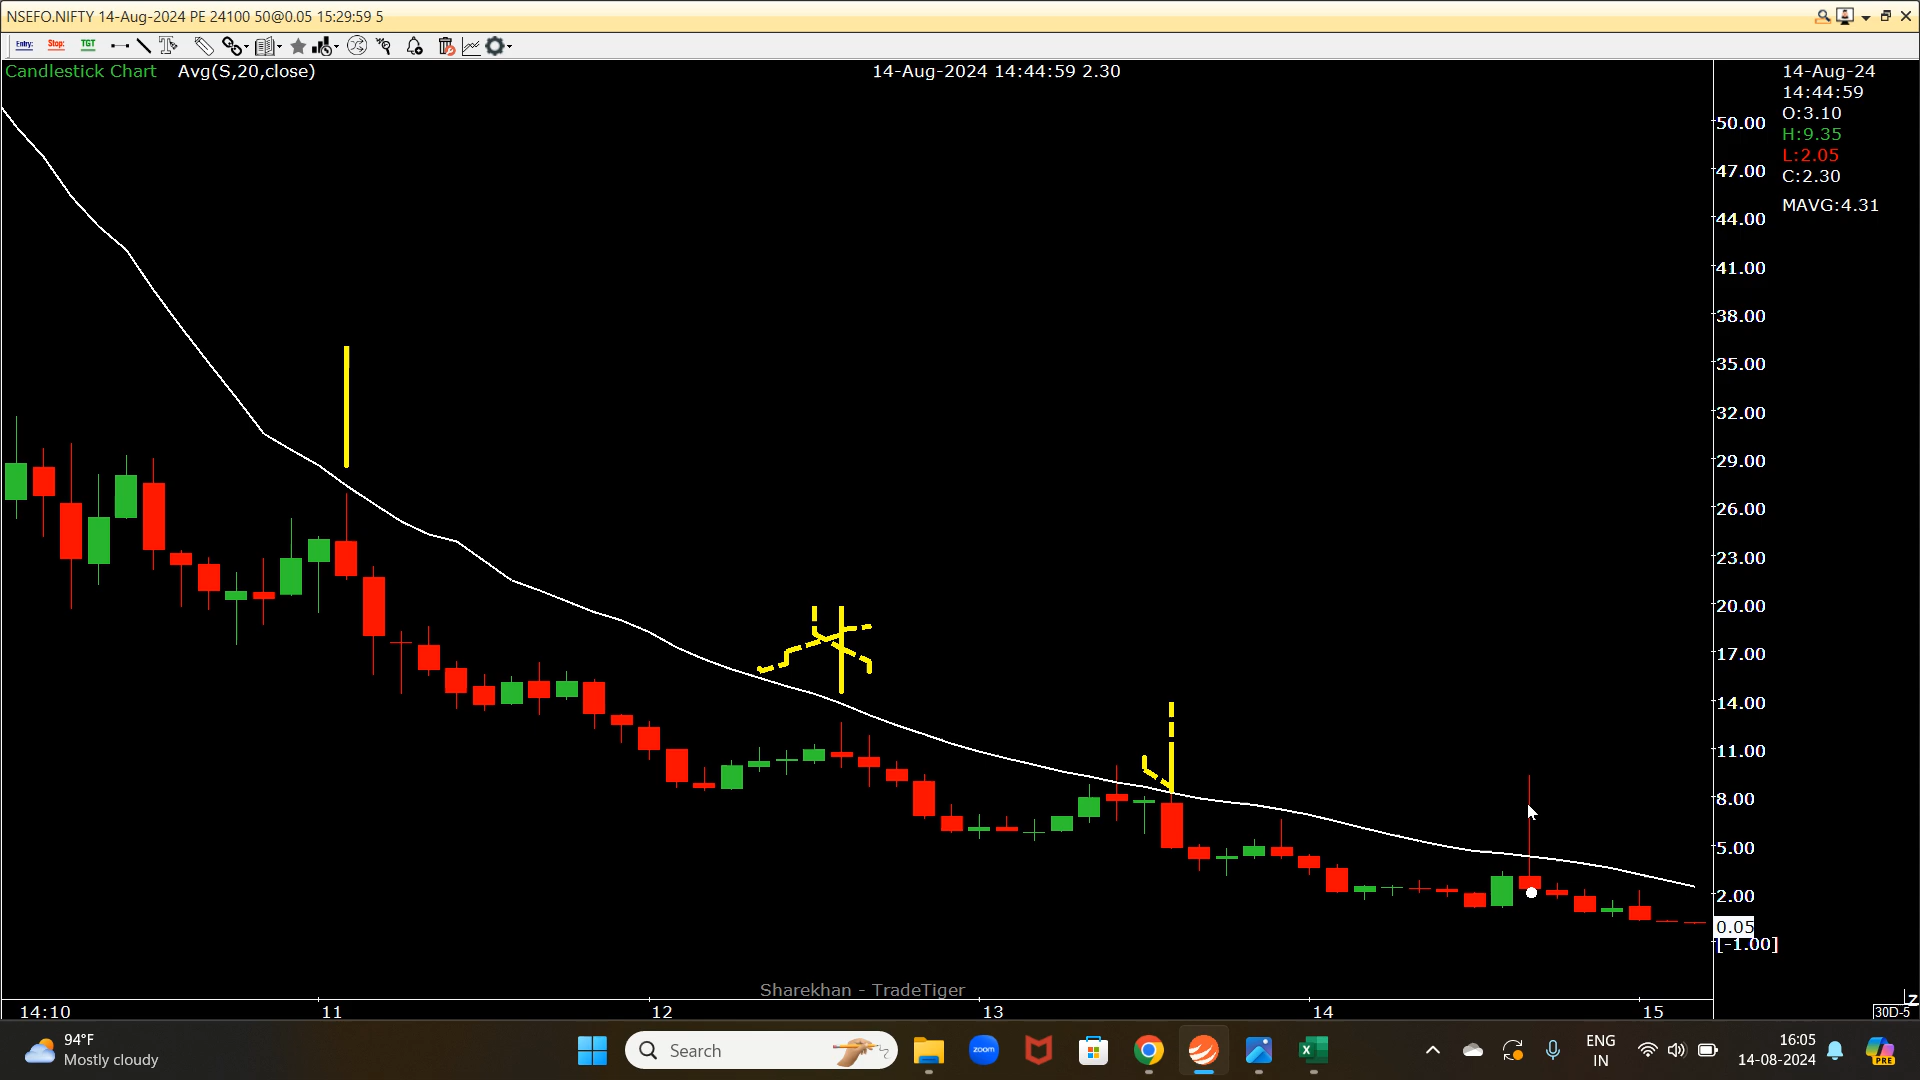 NSEFO.NIFTY 14-Aug-2024 PE 24100 50@0.05 15:29:59 5
Entry: Stop: TGT
Candlestick Chart Avg(S,20,close) 14-Aug-2024 14:44:59 2.30
14-Aug-24
14:44:59
O:3.10
H:9.35
L:2.05
C:2.30
MAVG:4.31
50.00
47.00
44.00
41.00
38.00
35.00
32.00
29.00
26.00
23.00
20.00
17.00
14.00
11.00
8.00
5.00
2.00
0.05
[-1.00]
Sharekhan - TradeTiger
14:10 11 12 13 14 15
Z
30D-5
94°F
Mostly cloudy
Search
zoom
ENG
IN
16:05
14-08-2024
PRE